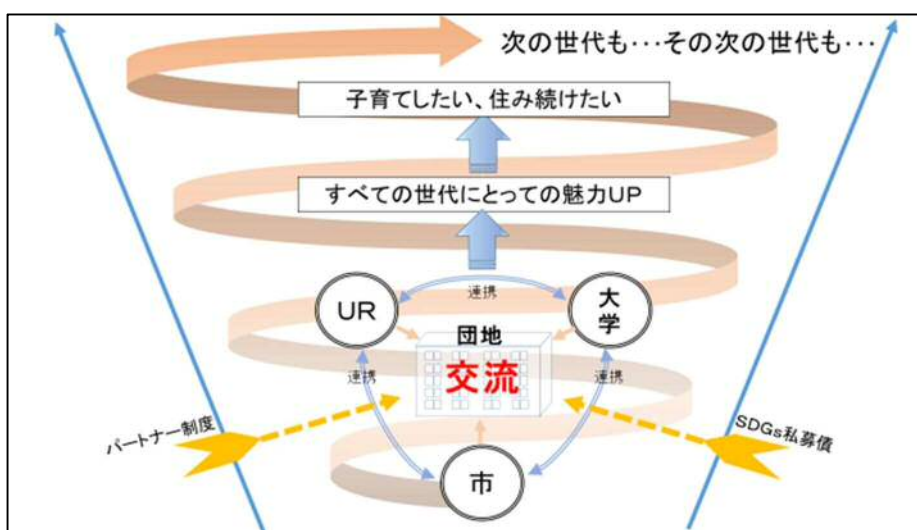 次の世代も・・・その次の世代も・・・
子育てしたい、住み続けたい
すべての世代にとっての魅力UP
連携
UR
大学
団地
交流
連携
連携
パートナー制度
SDGs私募債
市